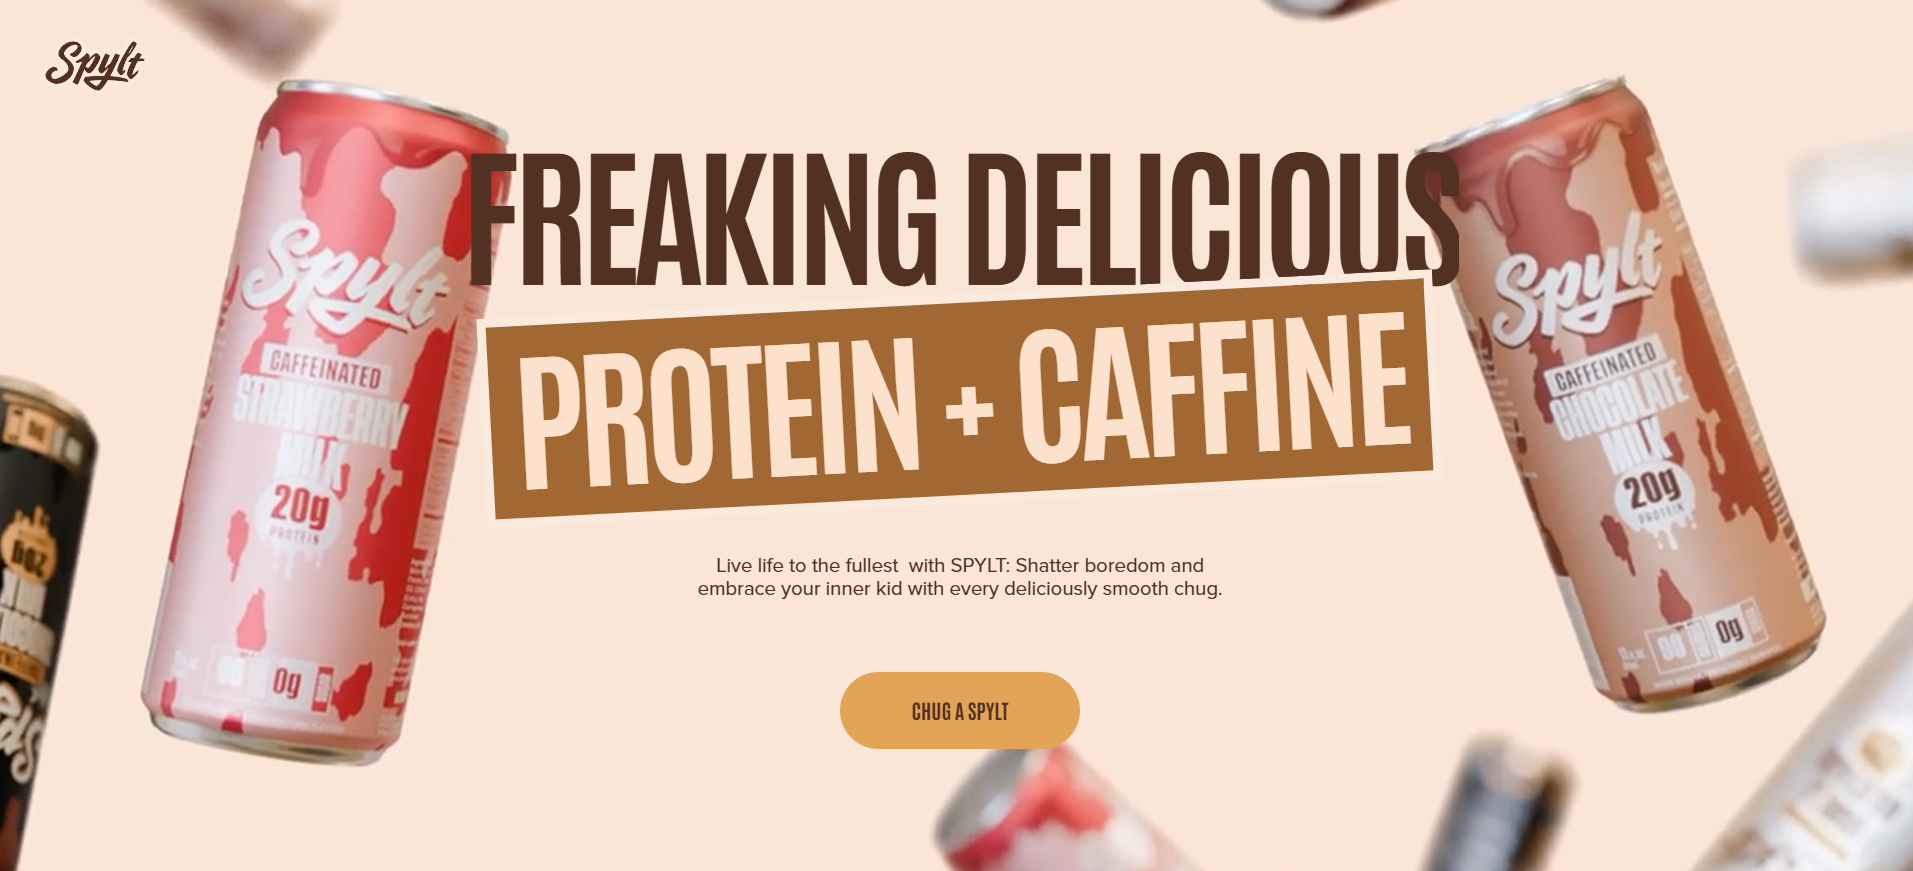 Spylt
FREAKING DELICIOUS
PROTEIN + CAFFINE
Live life to the fullest  with SPYLT: Shatter boredom and
embrace your inner kid with every deliciously smooth chug.
CHUG A SPYLT
Spylt
CAFFEINATED
STRAWBERRY
MILK
20g
PROTEIN
0g
Spylt
CAFFEINATED
CHOCOLATE
MILK
20g
PROTEIN
0g